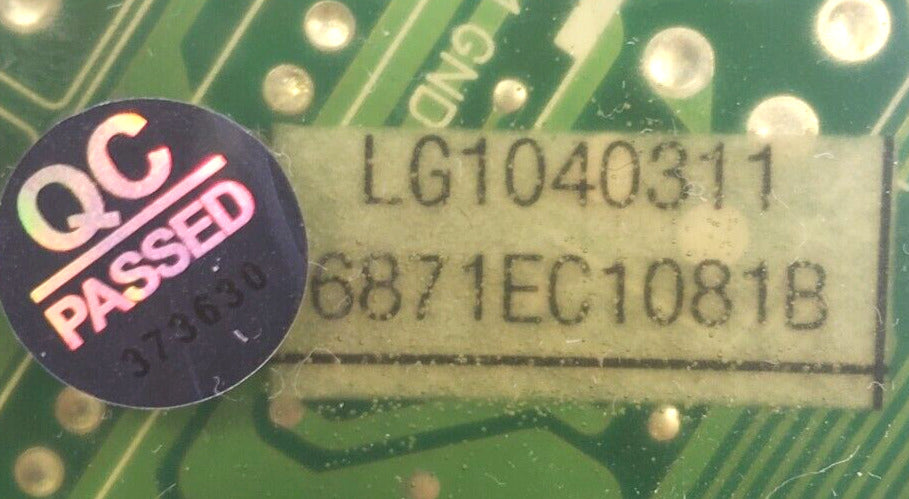 GND
QC
PASSED
373630
LG1040311
6871EC1081B